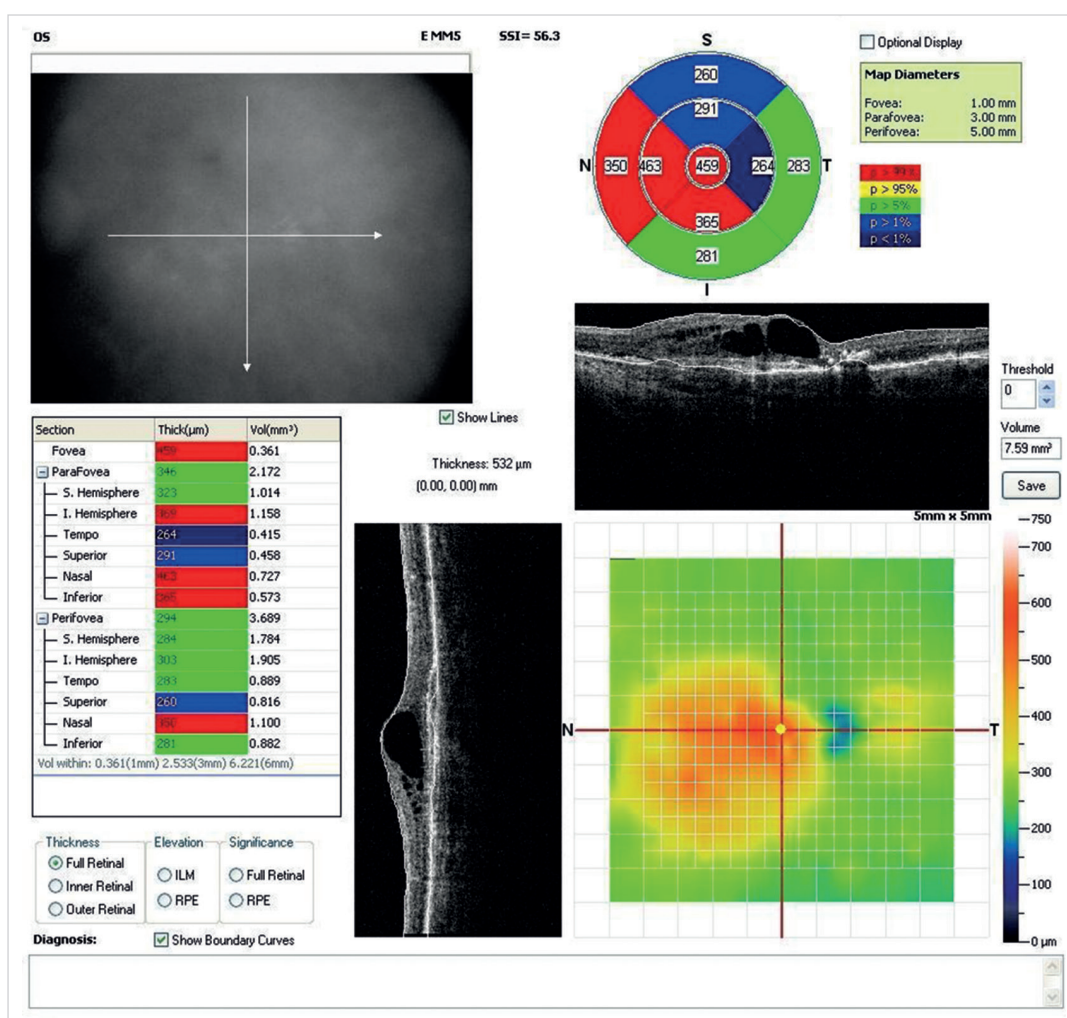 OS E MM5 SSI= 56.3
S
260
291
N 350 463 459 264 283 T
365
281
I
Optional Display
Map Diameters
Fovea: 1.00 mm
Parafovea: 3.00 mm
Perifovea: 5.00 mm
p > 99%
p > 95%
p > 5%
p > 1%
p < 1%
Threshold
0
Volume
7.59 mm³
Save
Show Lines
Thickness: 532 µm
(0.00, 0.00) mm
Section Thick(µm) Vol(mm³)
Fovea 459 0.361
ParaFovea 346 2.172
S. Hemisphere 323 1.014
I. Hemisphere 369 1.158
Tempo 264 0.415
Superior 291 0.458
Nasal 463 0.727
Inferior 365 0.573
Perifovea 294 3.689
S. Hemisphere 284 1.784
I. Hemisphere 303 1.905
Tempo 283 0.889
Superior 260 0.816
Nasal 350 1.100
Inferior 281 0.882
Vol within: 0.361(1mm) 2.533(3mm) 6.221(6mm)
5mm x 5mm
N T
750
700
600
500
400
300
200
100
0 µm
Thickness
Full Retinal
Inner Retinal
Outer Retinal
Elevation
ILM
RPE
Significance
Full Retinal
RPE
Diagnosis:
Show Boundary Curves